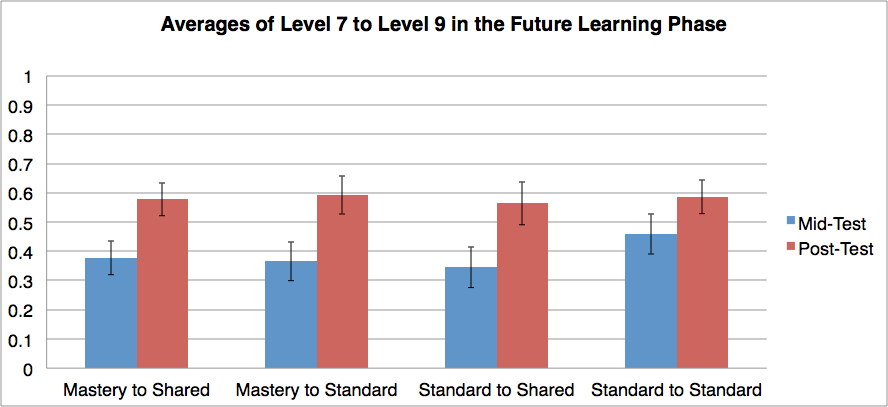 Averages of Level 7 to Level 9 in the Future Learning Phase
1
0.9
0.8
0.7
0.6
0.5
0.4
0.3
0.2
0.1
0
Mastery to Shared
Mastery to Standard
Standard to Shared
Standard to Standard
Mid-Test
Post-Test